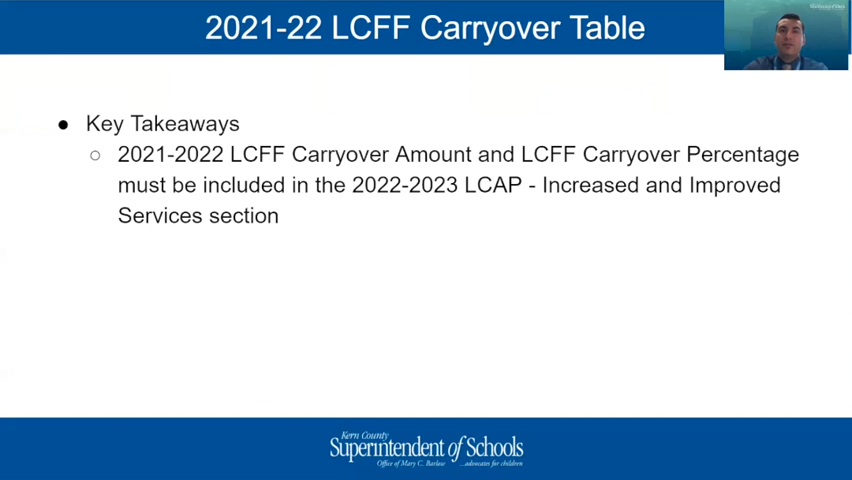 2021-22 LCFF Carryover Table
● Key Takeaways
○ 2021-2022 LCFF Carryover Amount and LCFF Carryover Percentage
must be included in the 2022-2023 LCAP - Increased and Improved
Services section
Kern County
Superintendent of Schools
Office of Mary C. Barlow ...advocates for children